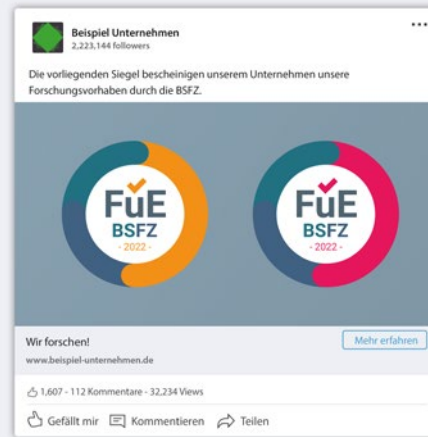 Beispiel Unternehmen
2,223,144 followers
Die vorliegenden Siegel bescheinigen unserem Unternehmen unsere
Forschungsvorhaben durch die BSFZ.
FuE
BSFZ
- 2022 -
FuE
BSFZ
- 2022 -
Wir forschen!
Mehr erfahren
www.beispiel-unternehmen.de
1,607 - 112 Kommentare - 32,234 Views
Gefällt mir
Kommentieren
Teilen